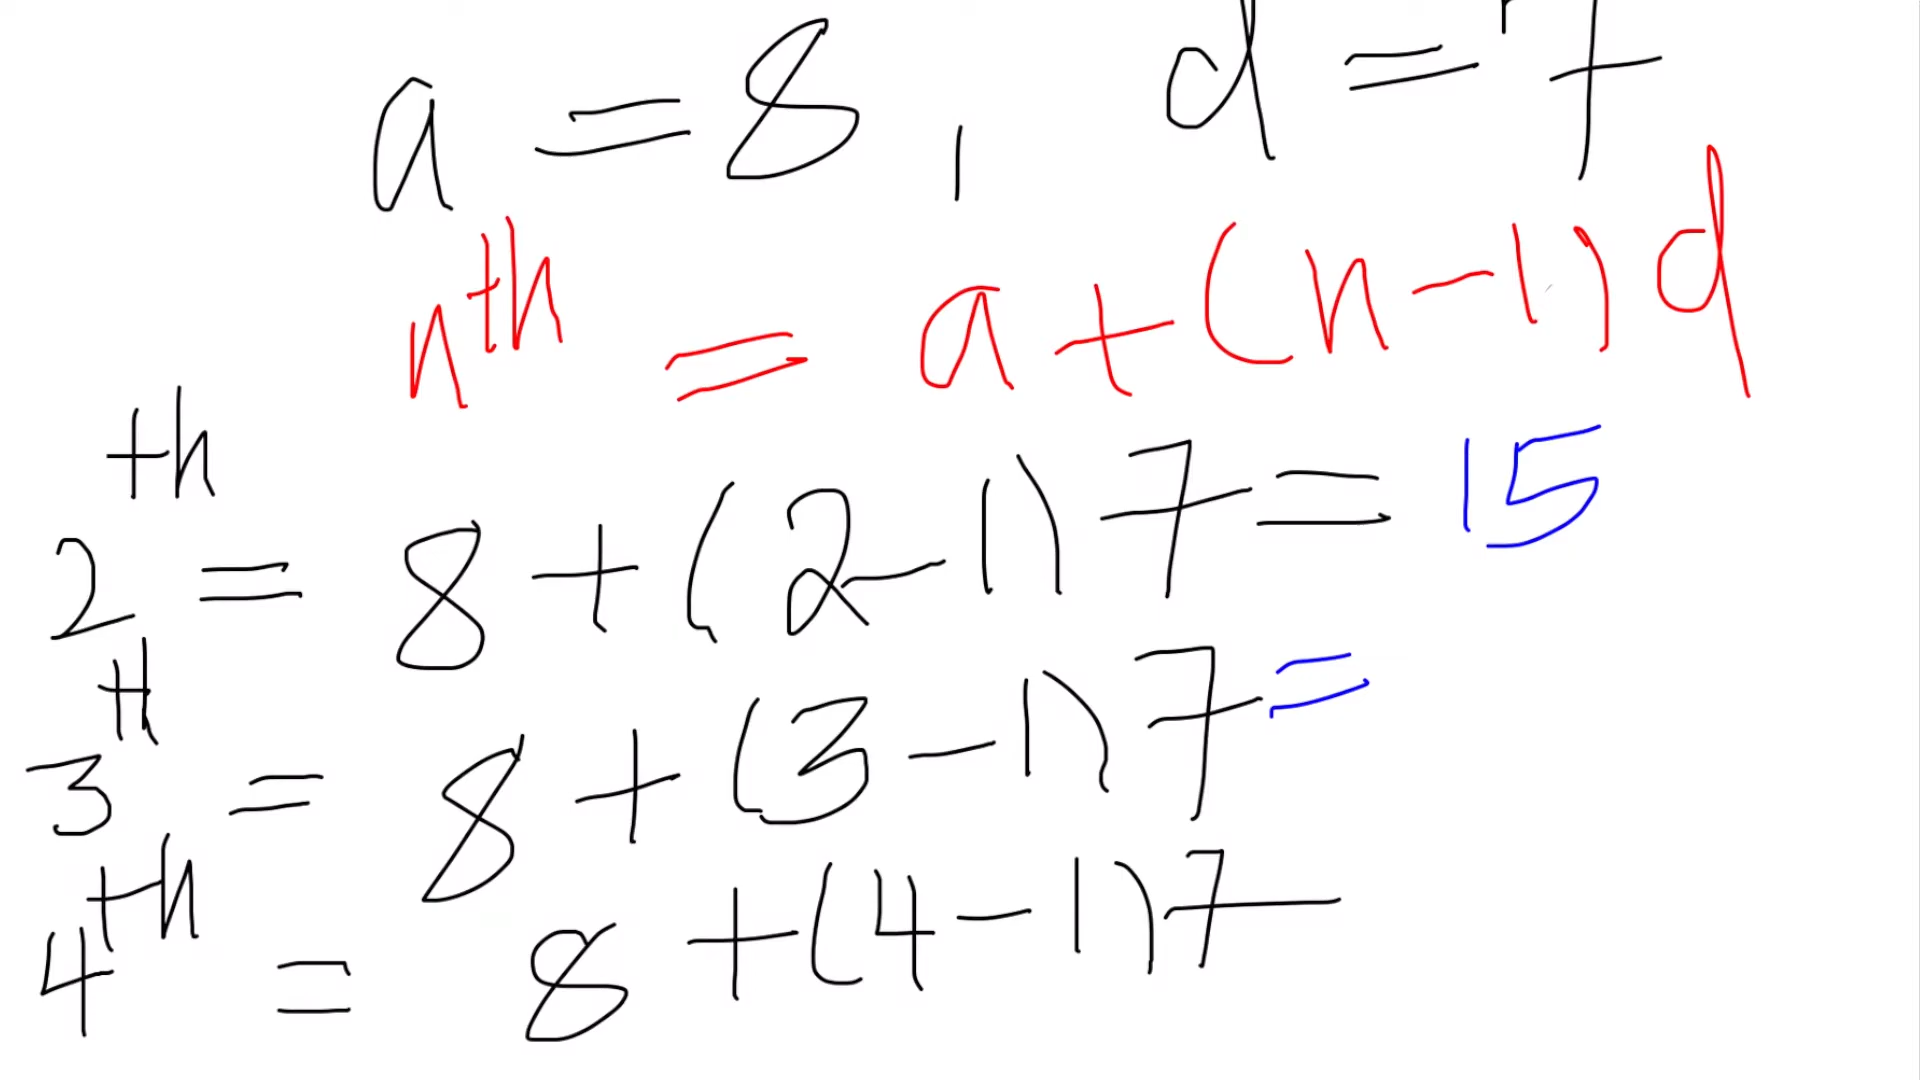 a = 8, d = 7
nth = a + (n - 1) d
2th = 8 + (2 - 1) 7 = 15
3th = 8 + (3 - 1) 7 =
4th = 8 + (4 - 1) 7